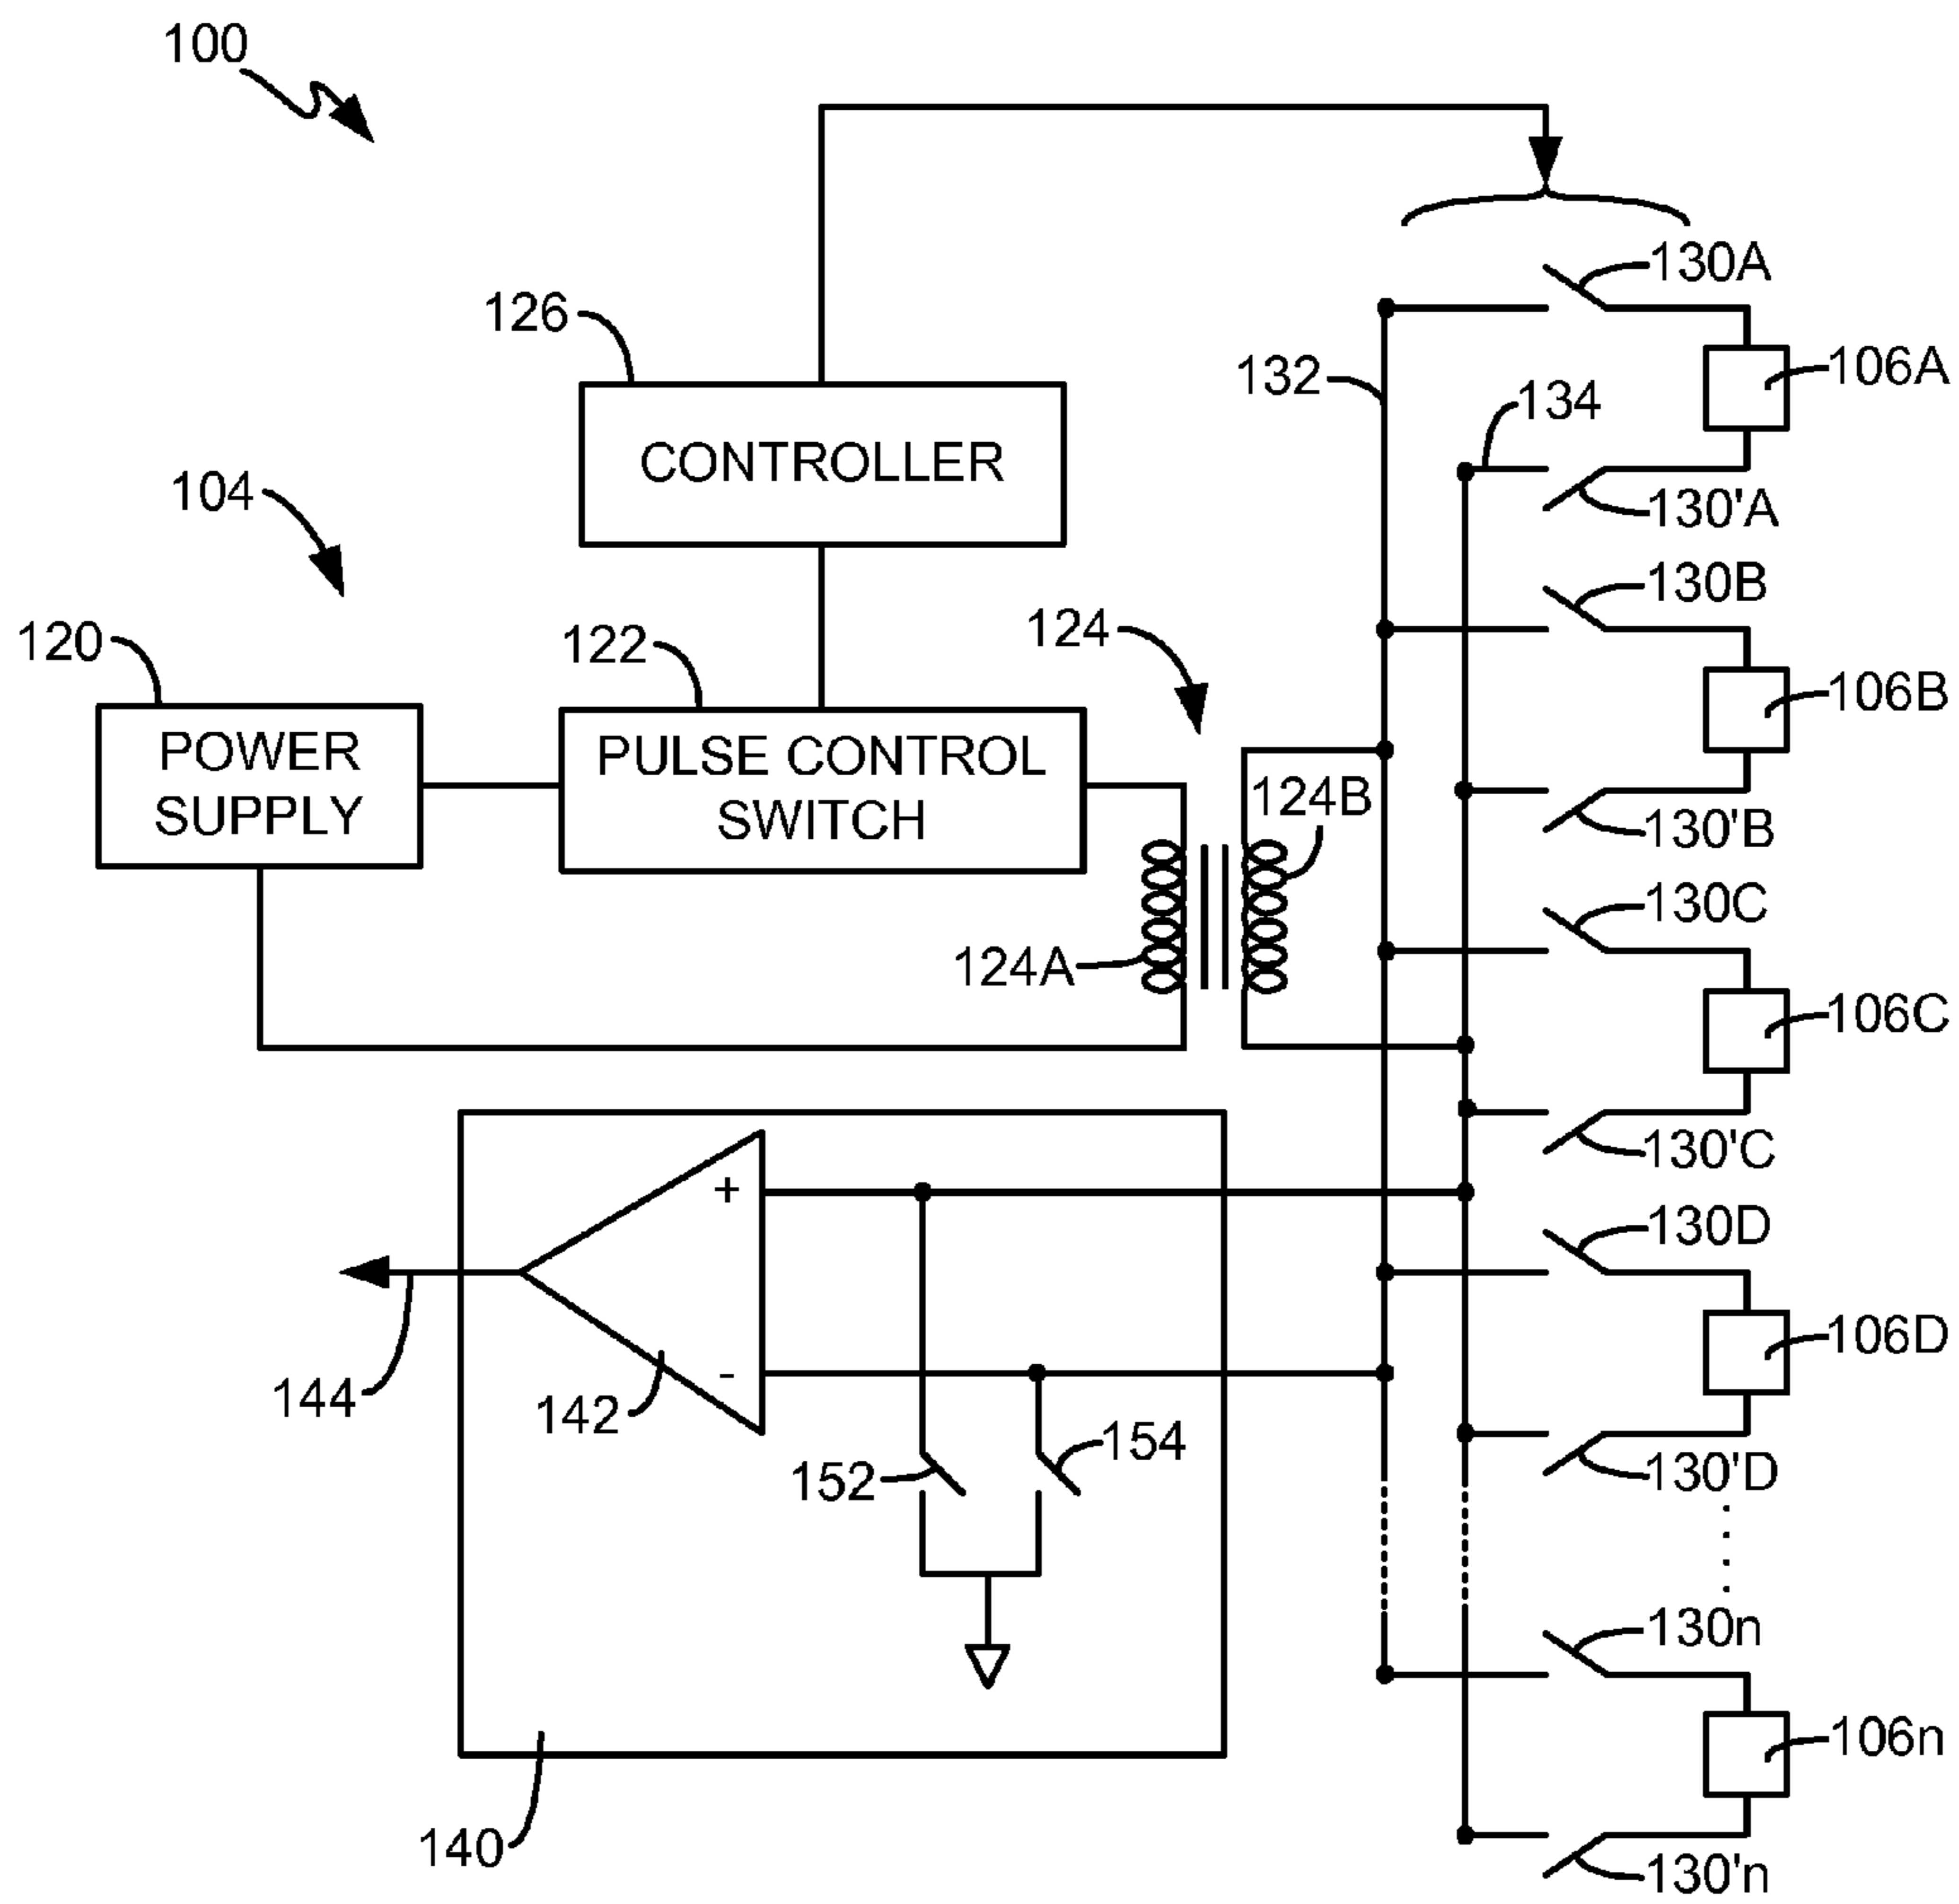 100
130A
126
132
106A
CONTROLLER
134
104
130'A
130B
120
122
124
106B
POWER
SUPPLY
PULSE CONTROL
SWITCH
124B
130'B
130C
124A
106C
130'C
+
130D
106D
144
142
-
154
152
130'D
130n
106n
140
130'n